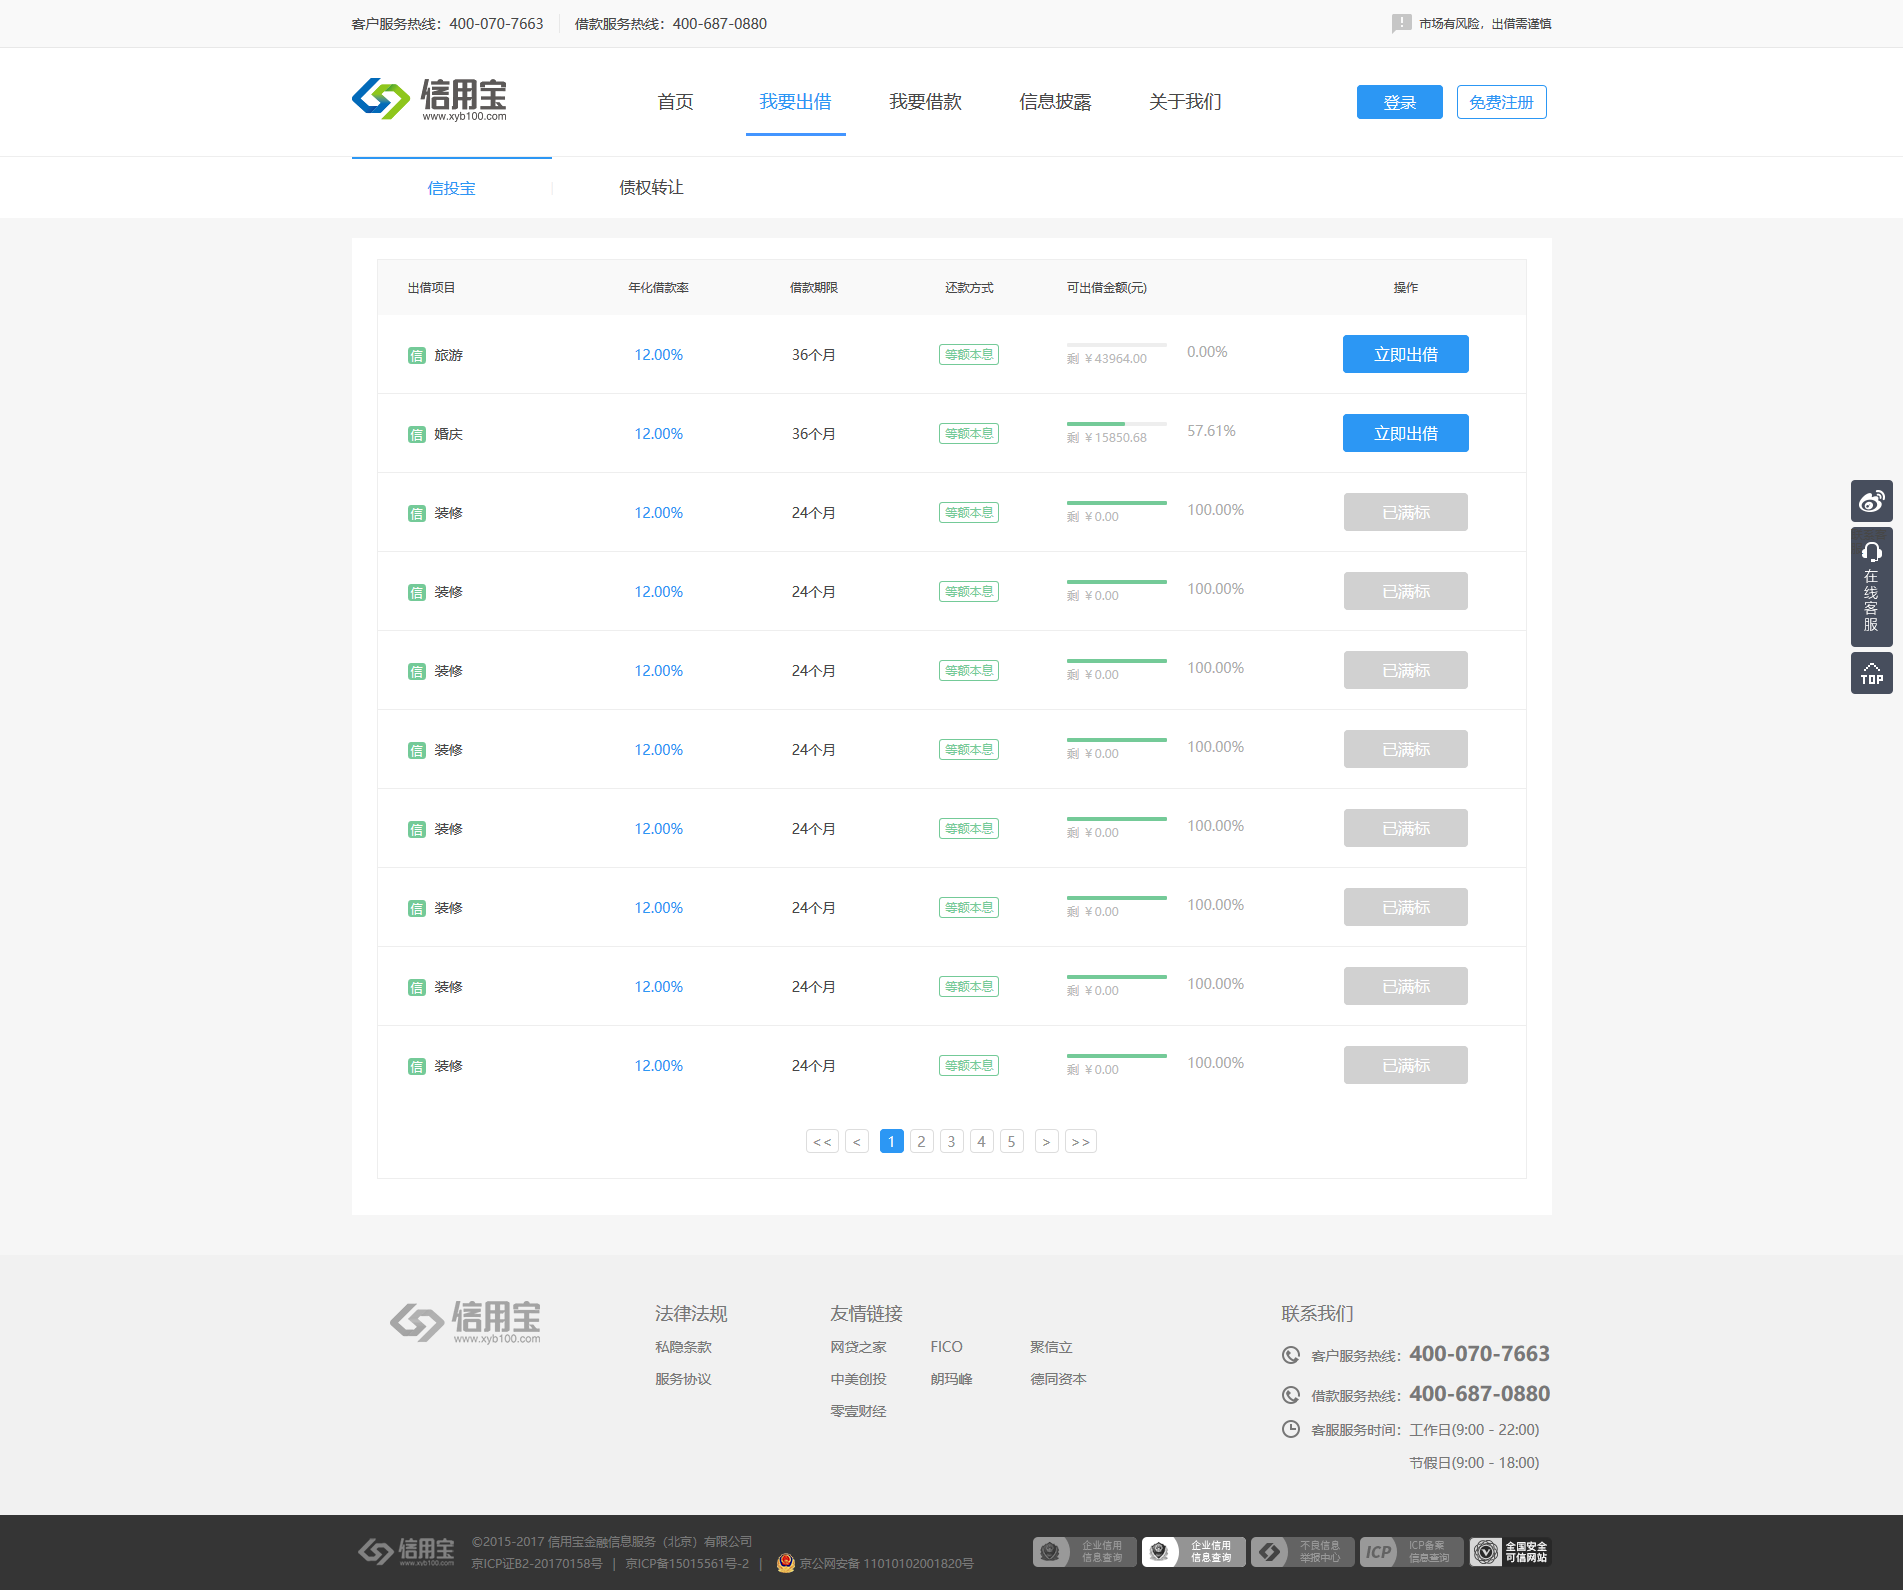 客户服务热线：400-070-7663 借款服务热线：400-687-0880 市场有风险，出借需谨慎
信用宝
www.xyb100.com
首页 我要出借 我要借款 信息披露 关于我们 登录 免费注册
信投宝 债权转让
出借项目 年化借款率 借款期限 还款方式 可出借金额(元) 操作
信 旅游 12.00% 36个月 等额本息 剩 ￥43964.00 0.00% 立即出借
信 婚庆 12.00% 36个月 等额本息 剩 ￥15850.68 57.61% 立即出借
信 装修 12.00% 24个月 等额本息 剩 ￥0.00 100.00% 已满标
信 装修 12.00% 24个月 等额本息 剩 ￥0.00 100.00% 已满标
信 装修 12.00% 24个月 等额本息 剩 ￥0.00 100.00% 已满标
信 装修 12.00% 24个月 等额本息 剩 ￥0.00 100.00% 已满标
信 装修 12.00% 24个月 等额本息 剩 ￥0.00 100.00% 已满标
信 装修 12.00% 24个月 等额本息 剩 ￥0.00 100.00% 已满标
信 装修 12.00% 24个月 等额本息 剩 ￥0.00 100.00% 已满标
信 装修 12.00% 24个月 等额本息 剩 ￥0.00 100.00% 已满标
<< < 1 2 3 4 5 > >>
在线客服
TOP
信用宝
www.xyb100.com
法律法规
私隐条款
服务协议
友情链接
网贷之家 FICO 聚信立
中美创投 朗玛峰 德同资本
零壹财经
联系我们
客户服务热线：400-070-7663
借款服务热线：400-687-0880
客服服务时间：工作日(9:00 - 22:00)
节假日(9:00 - 18:00)
信用宝
www.xyb100.com
©2015-2017 信用宝金融信息服务（北京）有限公司
京ICP证B2-20170158号 | 京ICP备15015561号-2 | 京公网安备 11010102001820号
企业信用
信息查询
企业信用
信息查询
不良信息
举报中心
ICP
ICP备案
信息查询
全国安全
可信网站